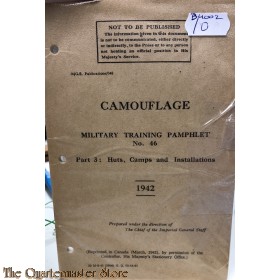 B4002
10
NOT TO BE PUBLISHED
The information given in this document
is not to be communicated, either directly
or indirectly, to the Press or to any person
not holding an official position in His
Majesty's Service.
CAMOUFLAGE
MILITARY TRAINING PAMPHLET
No. 46
Part 3: Huts, Camps and Installations
1942
Prepared under the direction of
The Chief of the Imperial General Staff
The Quartermaster Store